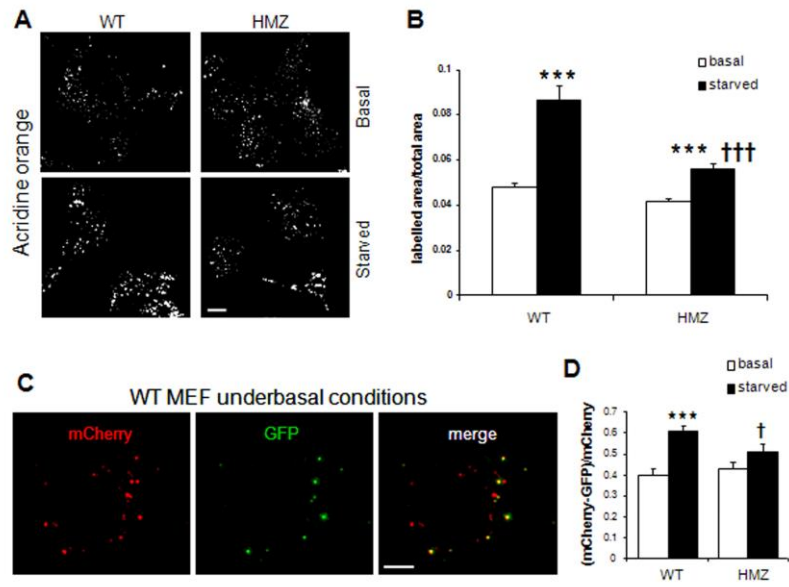 A
WT
HMZ
Acridine orange
Basal
Starved
B
basal
starved
labelled area/total area
0.1
0.08
0.06
0.04
0.02
0
***
*** †††
WT
HMZ
C
WT MEF underbasal conditions
mCherry
GFP
merge
D
basal
starved
(mCherry-GFP)/mCherry
0.7
0.6
0.5
0.4
0.3
0.2
0.1
0
***
†
WT
HMZ